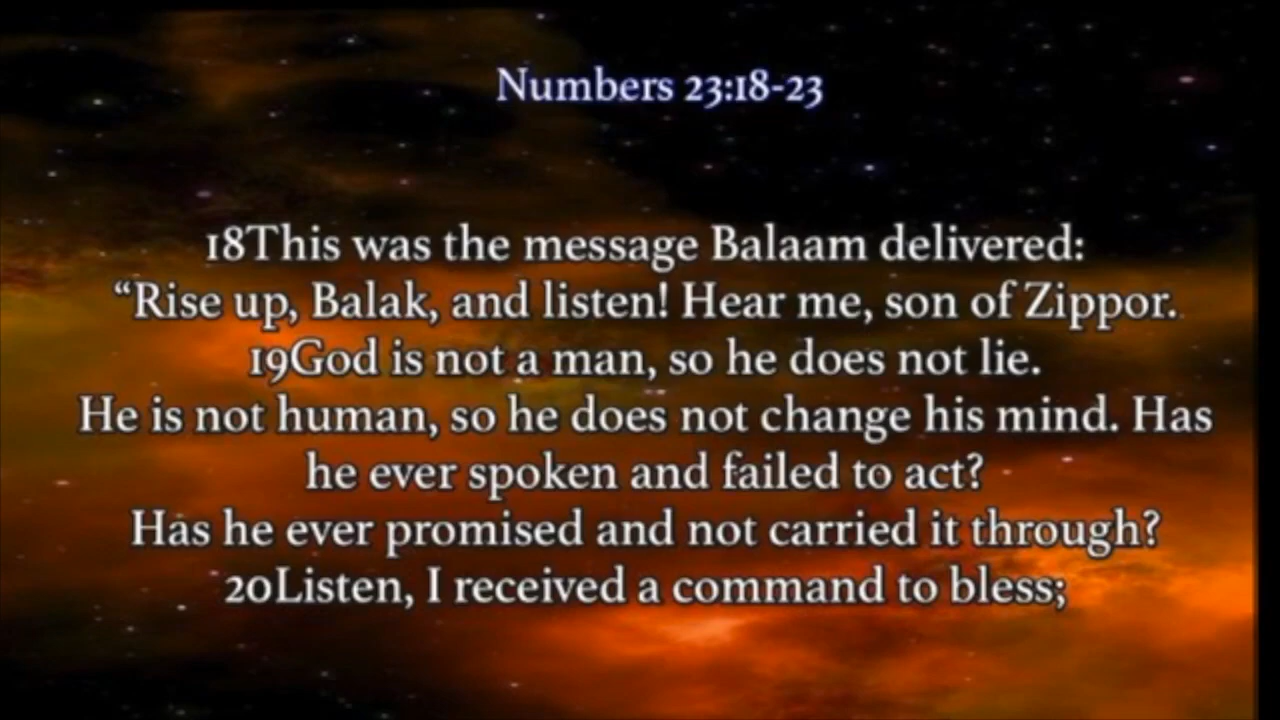 Numbers 23:18-23
18This was the message Balaam delivered:
“Rise up, Balak, and listen! Hear me, son of Zippor.
19God is not a man, so he does not lie.
He is not human, so he does not change his mind. Has
he ever spoken and failed to act?
Has he ever promised and not carried it through?
20Listen, I received a command to bless;